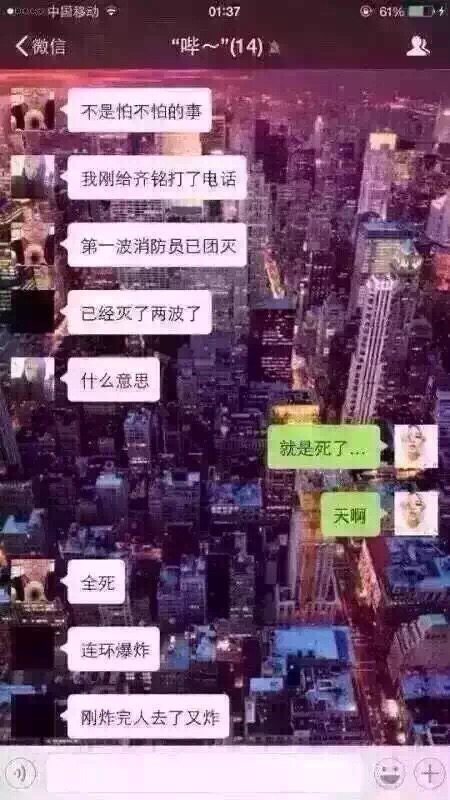 中国移动 01:37 61%
微信 “哔～”(14)
不是怕不怕的事
我刚给齐铭打了电话
第一波消防员已团灭
已经灭了两波了
什么意思
就是死了...
天啊
全死
连环爆炸
刚炸完人去了又炸